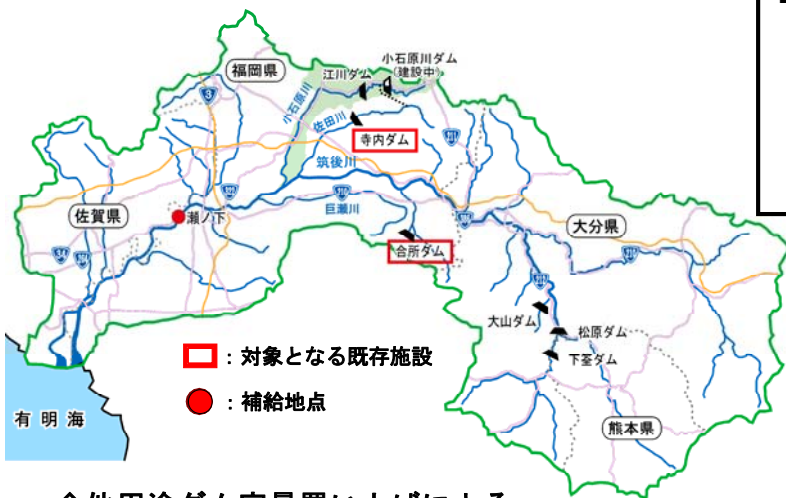 福岡県
江川ダム
小石原川ダム
(建設中)
小石原川
佐田川
寺内ダム
筑後川
佐賀県
瀬ノ下
巨瀬川
合所ダム
大分県
大山ダム
松原ダム
下筌ダム
熊本県
有明海
:対象となる既存施設
:補給地点
3
34
210